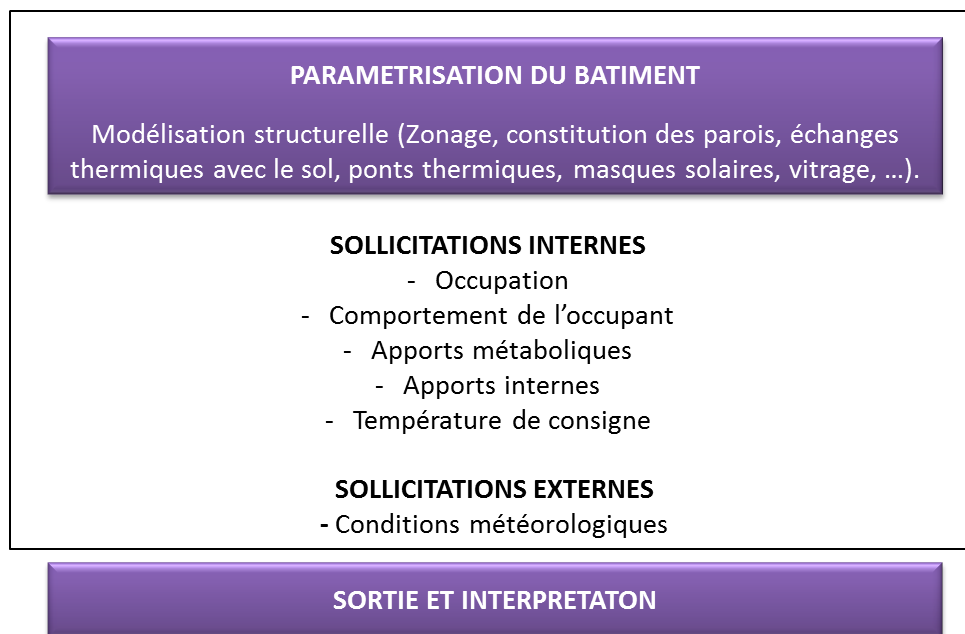 PARAMETRISATION DU BATIMENT
Modélisation structurelle (Zonage, constitution des parois, échanges
thermiques avec le sol, ponts thermiques, masques solaires, vitrage, …).
SOLLICITATIONS INTERNES
- Occupation
- Comportement de l’occupant
- Apports métaboliques
- Apports internes
- Température de consigne
SOLLICITATIONS EXTERNES
- Conditions météorologiques
SORTIE ET INTERPRETATON